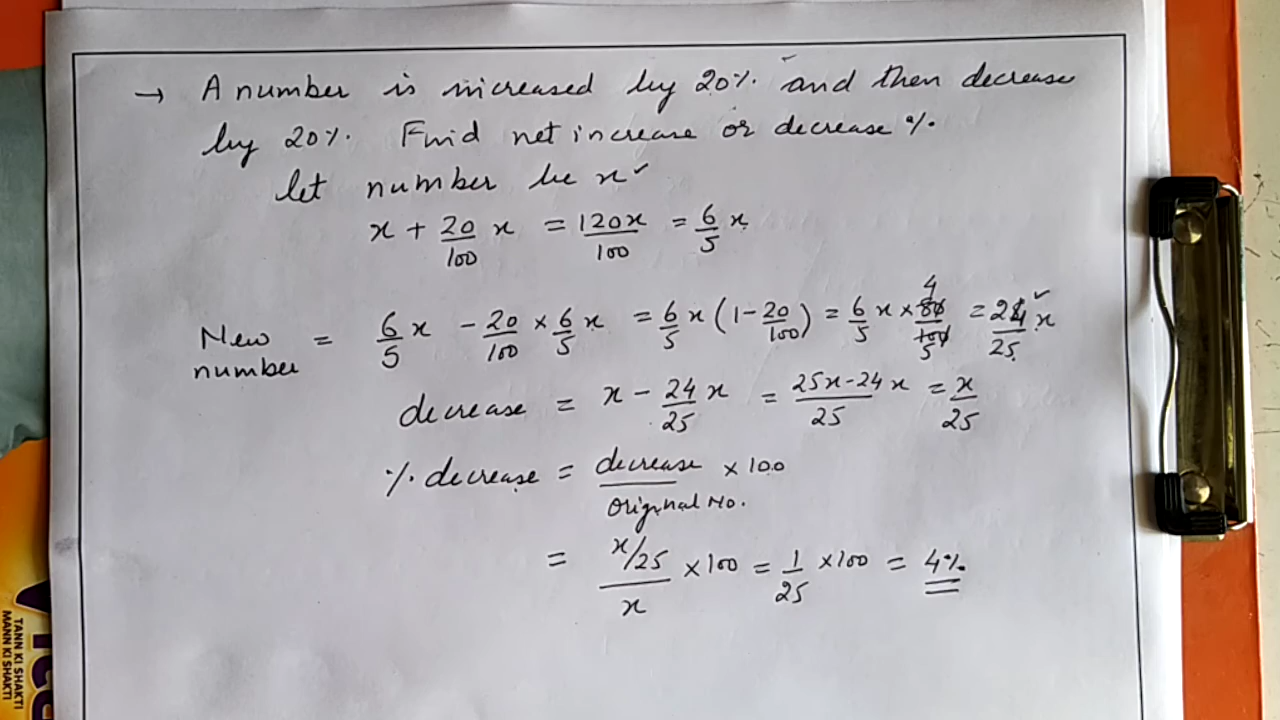 → A number is increased by 20%. and then decrease
by 20%. Find net increase or decrease %.
let number be x ✓
x + 20/100 x = 120x/100 = 6/5 x
New number = 6/5 x - 20/100 × 6/5 x = 6/5 x (1 - 20/100) = 6/5 x × 80/100 4/5 = 24/25 x ✓
decrease = x - 24/25 x = 25x-24x/25 = x/25
% decrease = decrease/Original No. × 100
= x/25/x × 100 = 1/25 × 100 = 4%
TANN KI SHAKTI
MANN KI SHAKTI